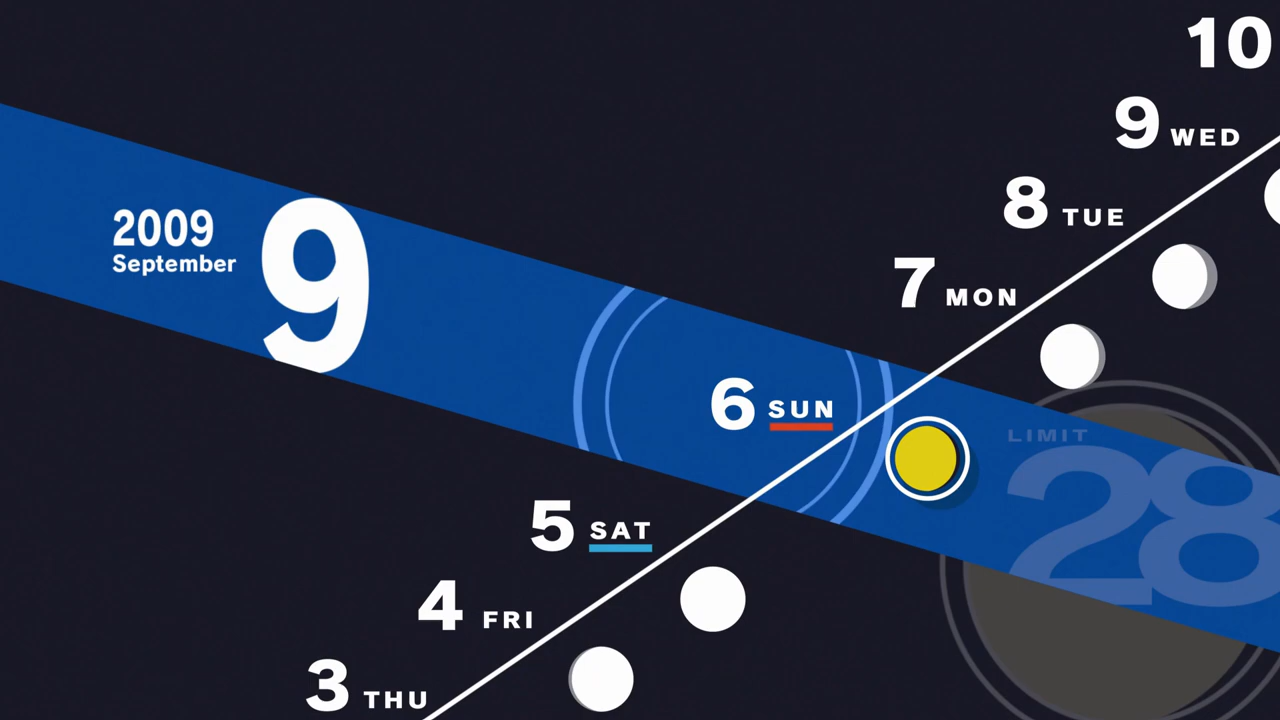 10
9 WED
8 TUE
2009
September
9
7 MON
6 SUN
LIMIT
28
5 SAT
4 FRI
3 THU